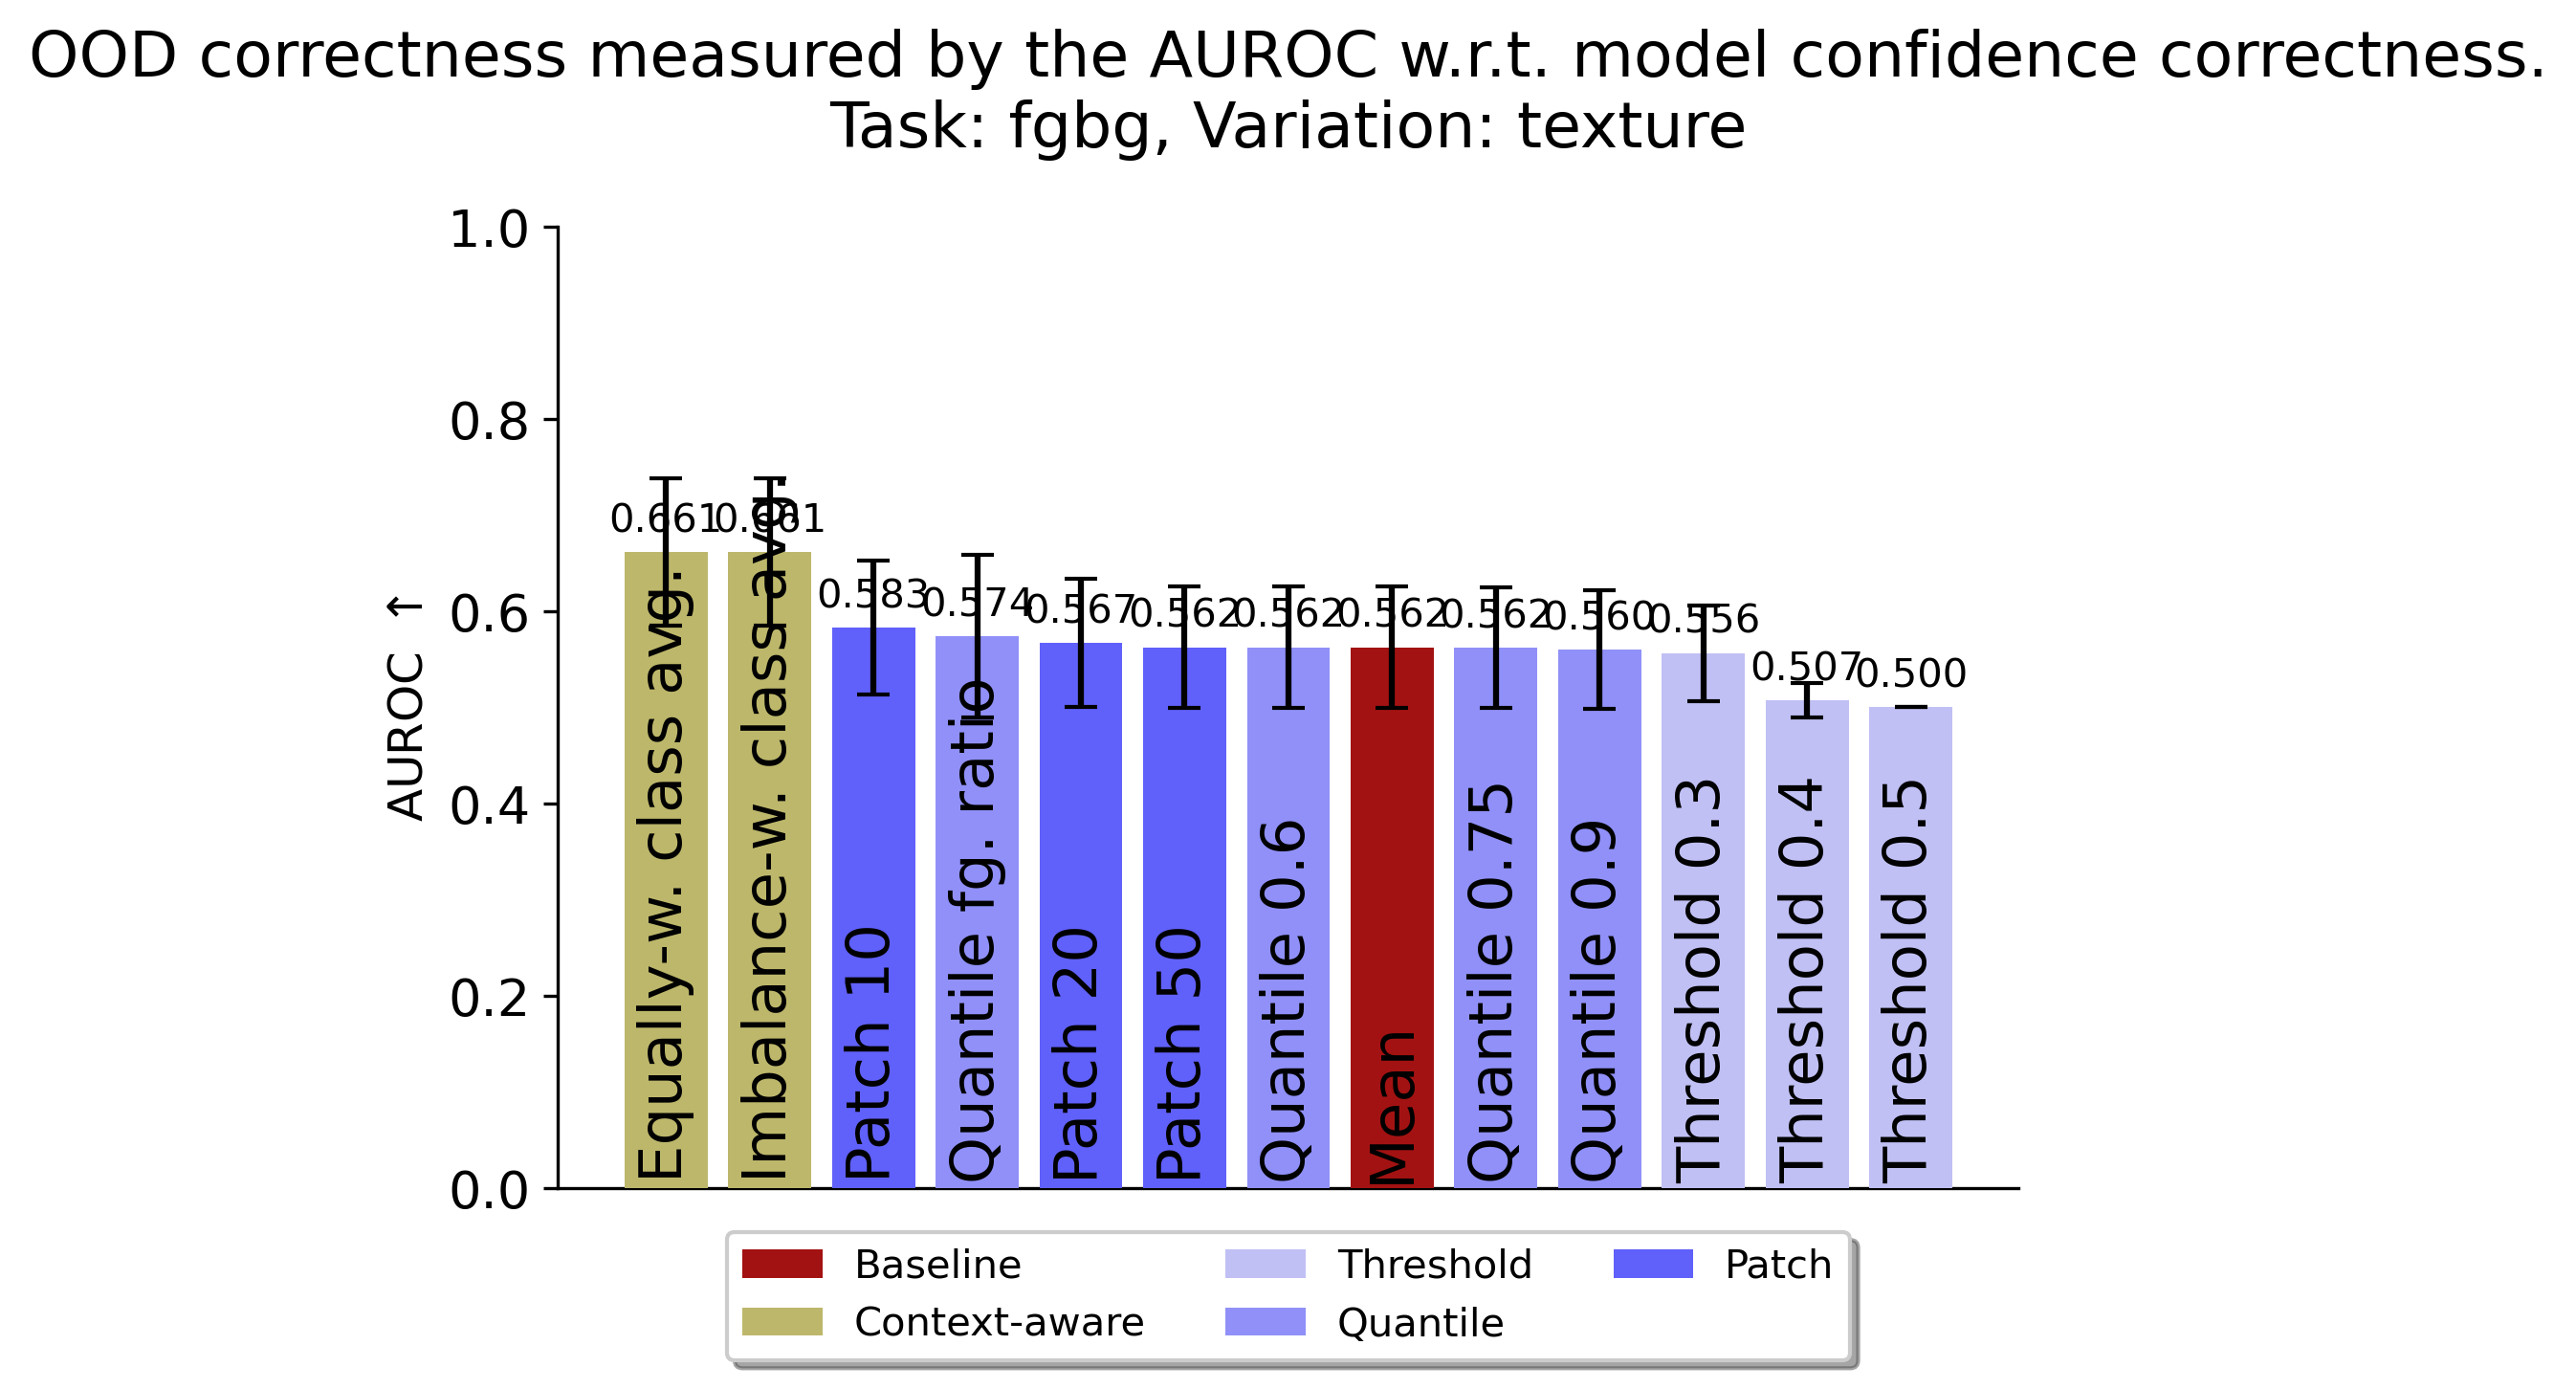 OOD correctness measured by the AUROC w.r.t. model confidence correctness.
Task: fgbg, Variation: texture
AUROC ↑
1.0
0.8
0.6
0.4
0.2
0.0
0.661
0.661
0.583
0.574
0.567
0.562
0.562
0.562
0.562
0.560
0.556
0.507
0.500
Equally-w. class avg.
Imbalance-w. class avg.
Patch 10
Quantile fg. ratio
Patch 20
Patch 50
Quantile 0.6
Mean
Quantile 0.75
Quantile 0.9
Threshold 0.3
Threshold 0.4
Threshold 0.5
Baseline
Context-aware
Threshold
Quantile
Patch